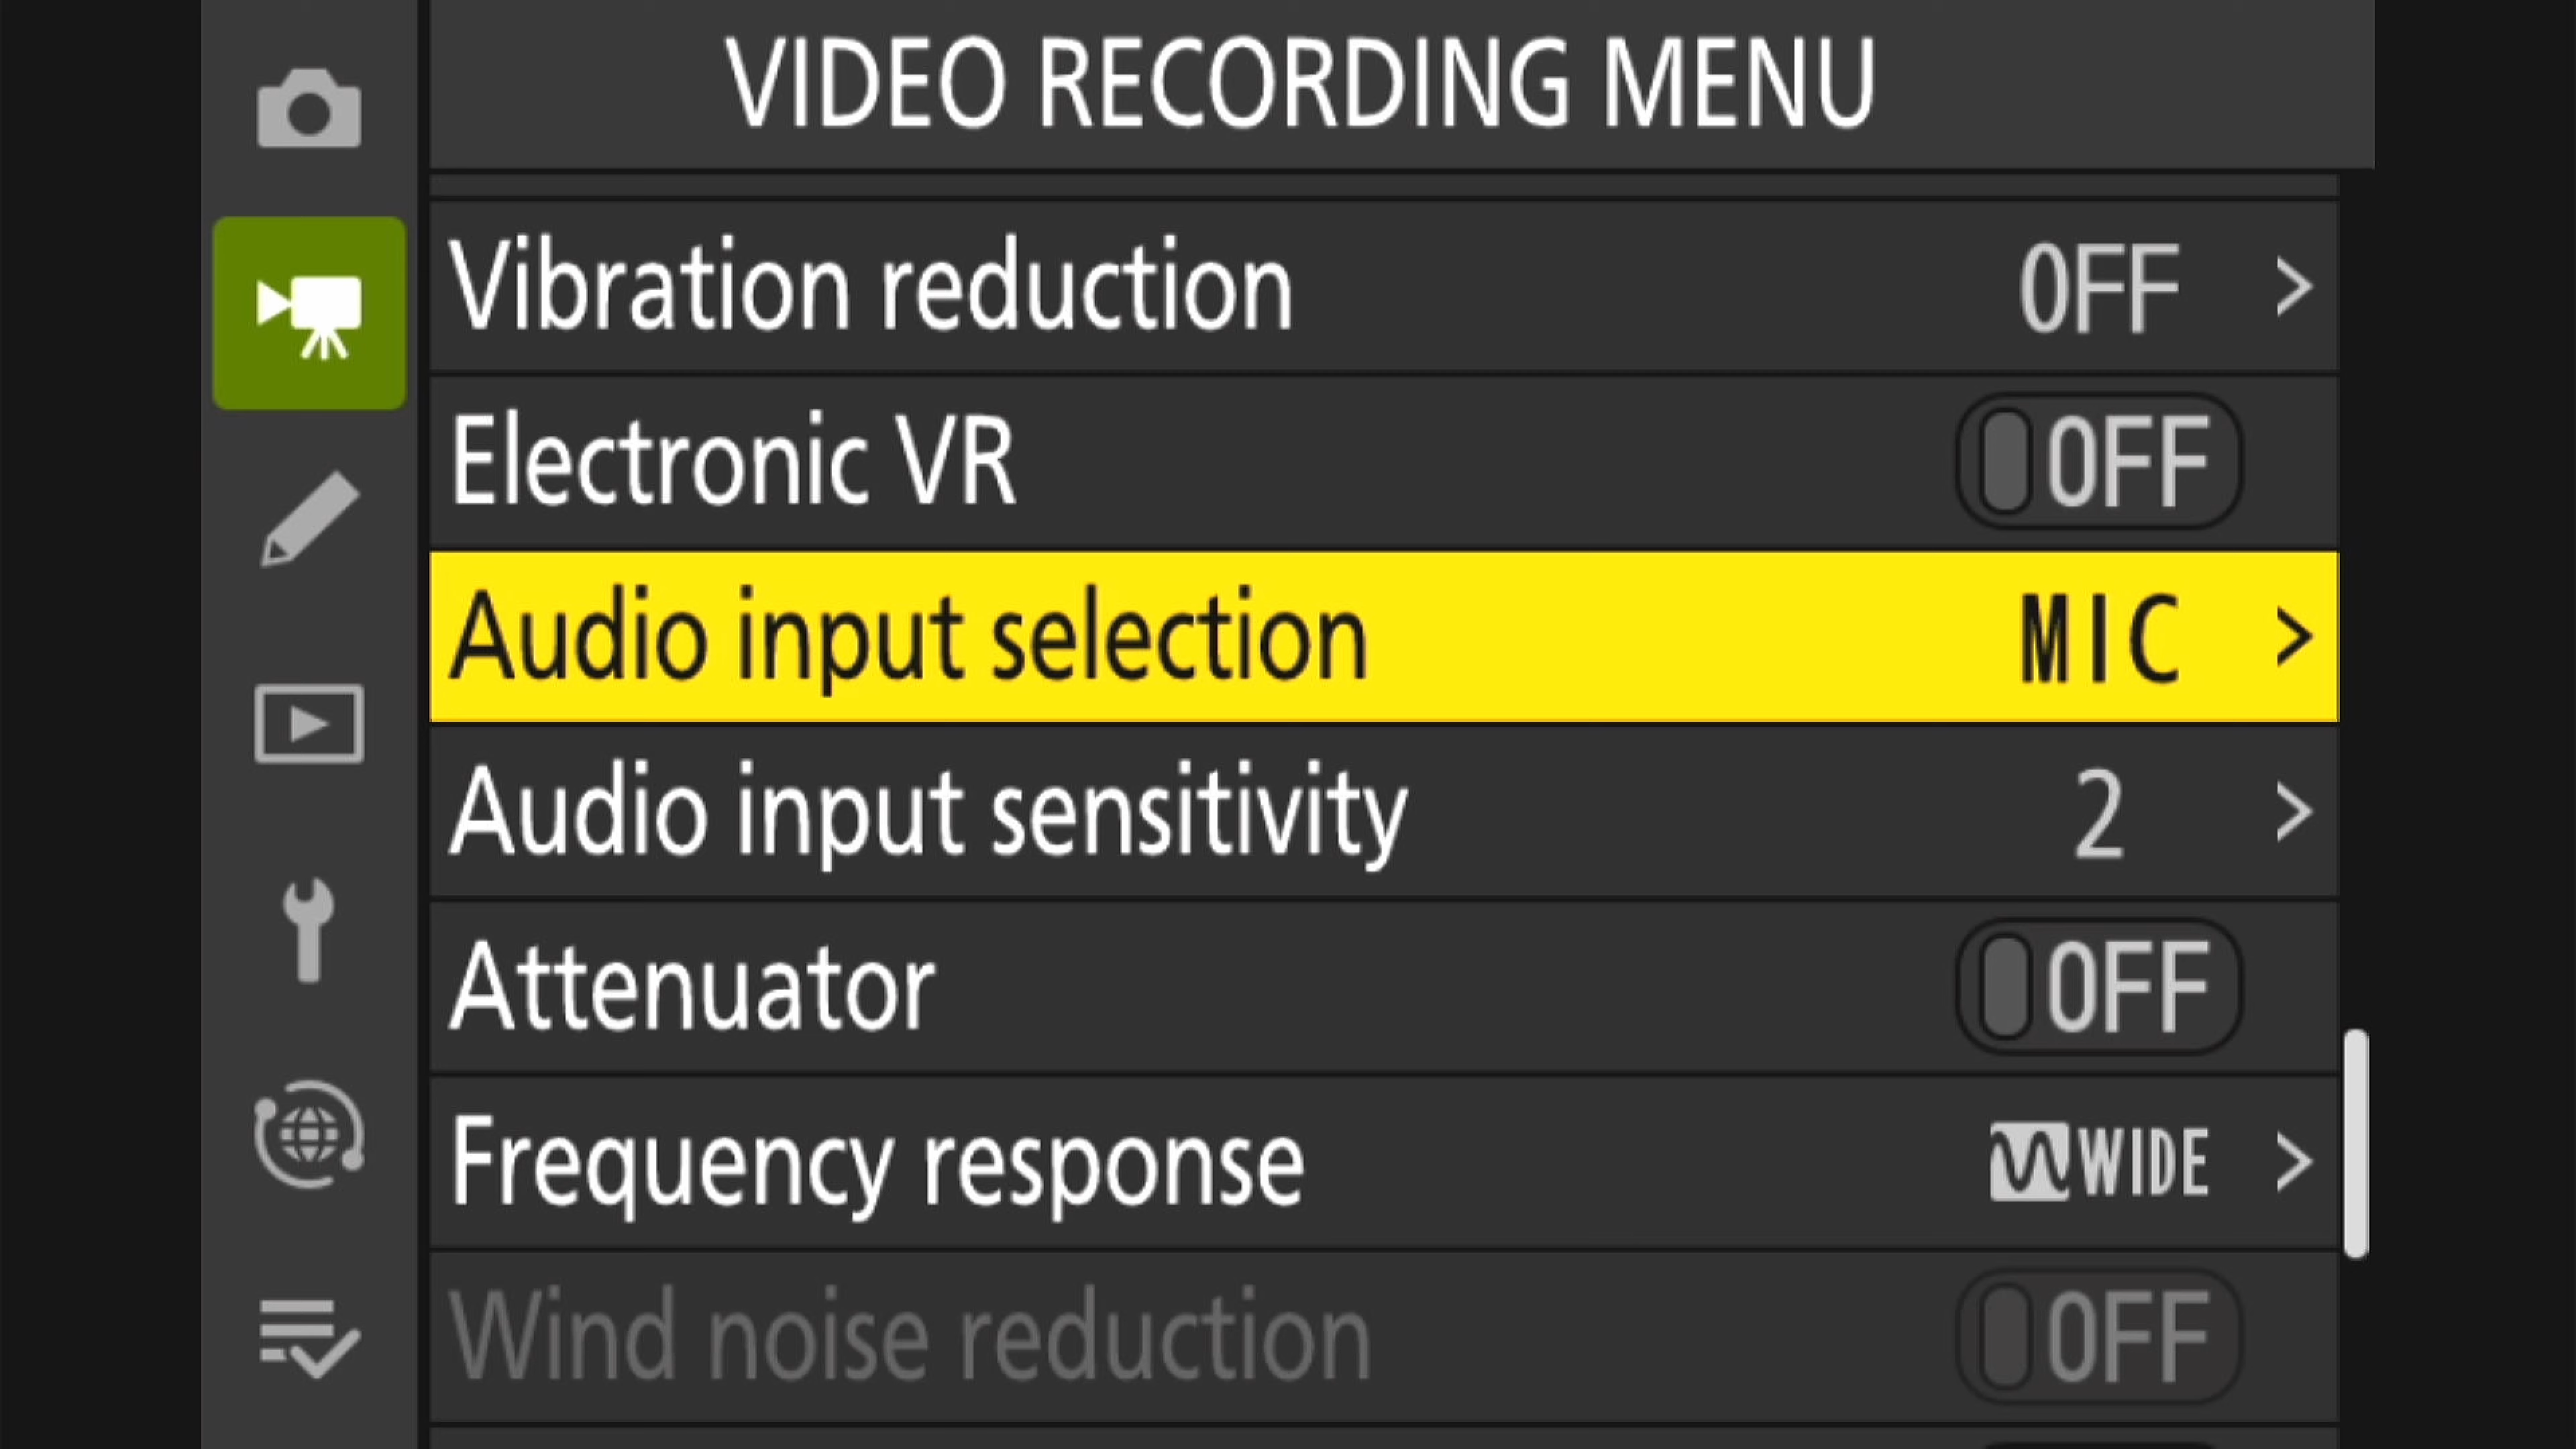 VIDEO RECORDING MENU
Vibration reduction OFF >
Electronic VR OFF
Audio input selection MIC >
Audio input sensitivity 2 >
Attenuator OFF
Frequency response WIDE >
Wind noise reduction OFF